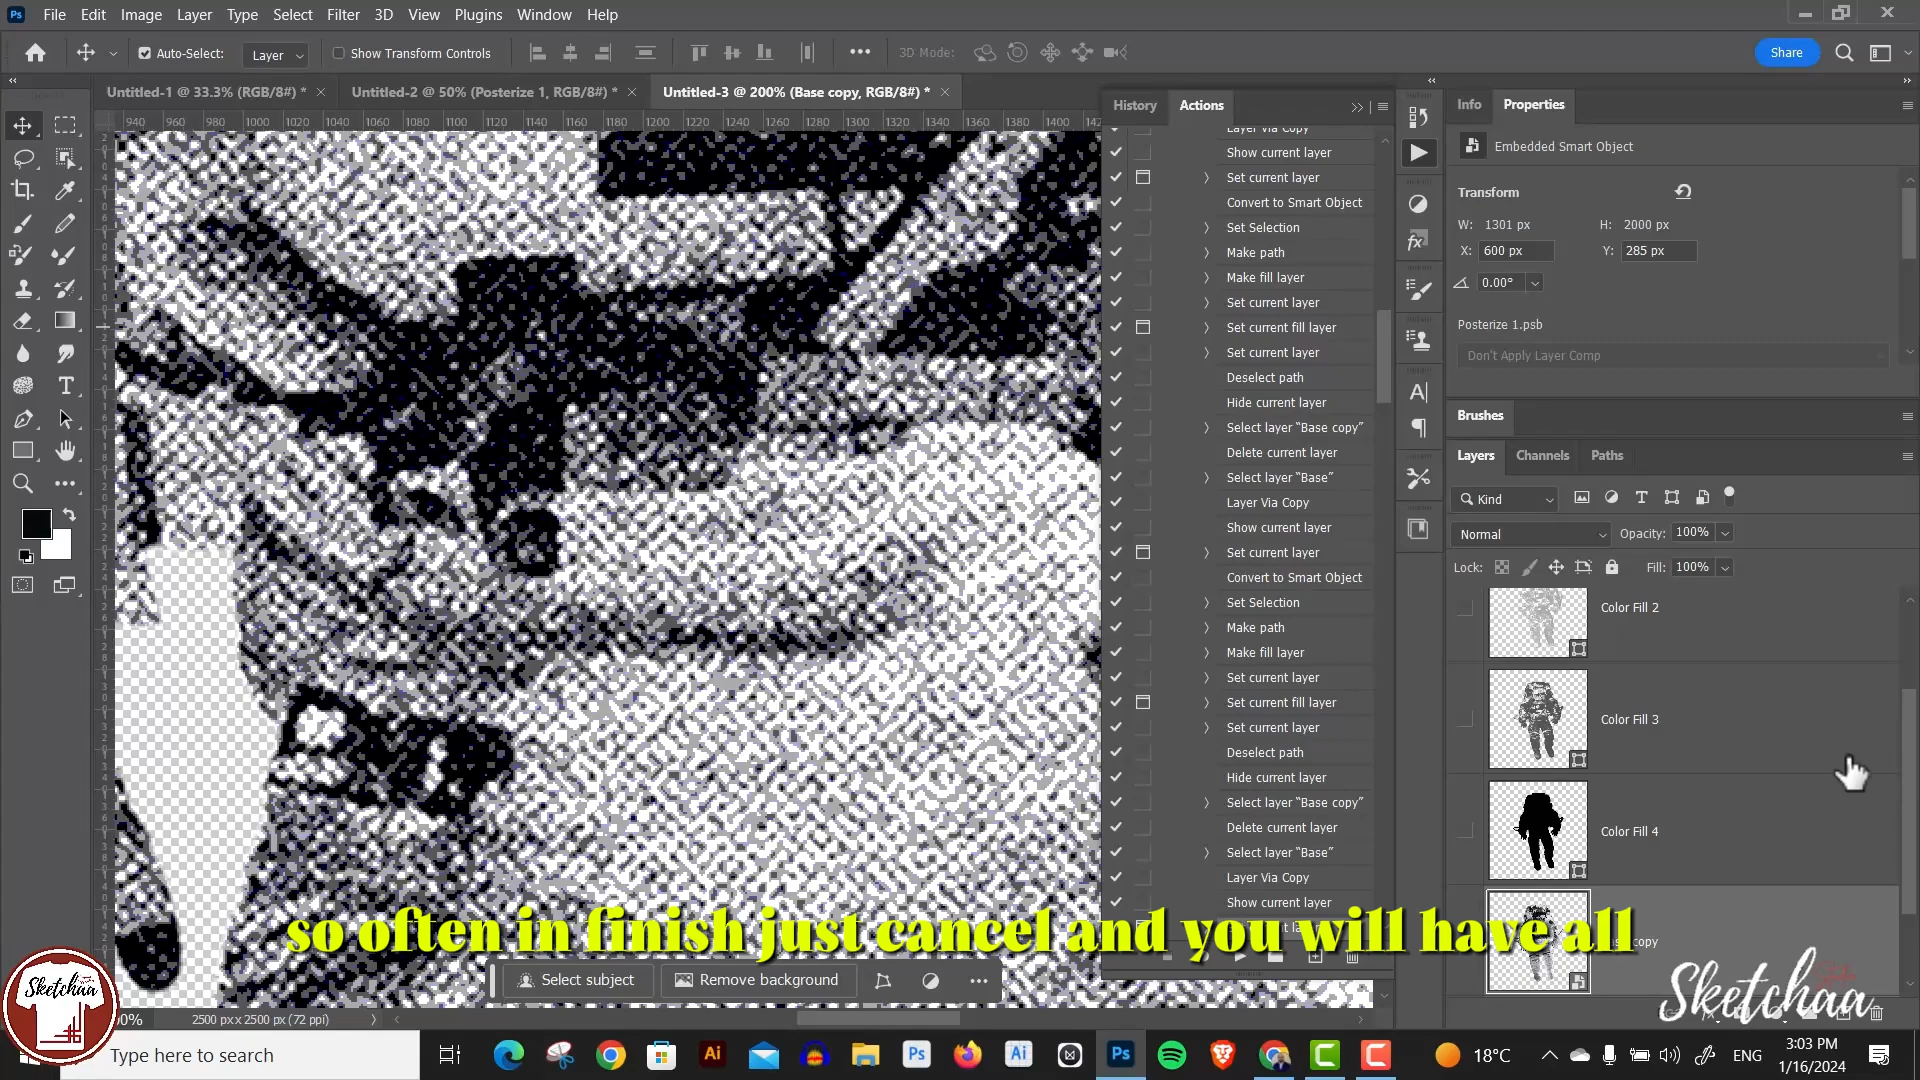 Ps File Edit Image Layer Type Select Filter 3D View Plugins Window Help
Auto-Select: Layer Show Transform Controls 3D Mode: Share
Untitled-1 @ 33.3% (RGB/8#) * × Untitled-2 @ 50% (Posterize 1, RGB/8#) * × Untitled-3 @ 200% (Base copy, RGB/8#) * ×
940 960 980 1000 1020 1040 1060 1080 1100 1120 1140 1160 1180 1200 1220 1240 1260 1280 1300 1320 1340 1360 1380 1400 142
History Actions
Layer Via Copy
Show current layer
Set current layer
Convert to Smart Object
Set Selection
Make path
Make fill layer
Set current layer
Set current fill layer
Set current layer
Deselect path
Hide current layer
Select layer “Base copy”
Delete current layer
Select layer “Base”
Layer Via Copy
Show current layer
Set current layer
Convert to Smart Object
Set Selection
Make path
Make fill layer
Set current layer
Set current fill layer
Set current layer
Deselect path
Hide current layer
Select layer “Base copy”
Delete current layer
Select layer “Base”
Layer Via Copy
Show current layer
Info Properties
Embedded Smart Object
Transform
W: 1301 px H: 2000 px
X: 600 px Y: 285 px
0.00°
Posterize 1.psb
Don't Apply Layer Comp
Brushes
Layers Channels Paths
Kind
Normal Opacity: 100%
Lock: Fill: 100%
Color Fill 2
Color Fill 3
Color Fill 4
copy
so often in finish just cancel and you will have all
Select subject Remove background
Sketchaa
Sketchaa
2500 px x 2500 px (72 ppi)
Type here to search
18°C ENG 3:03 PM
1/16/2024